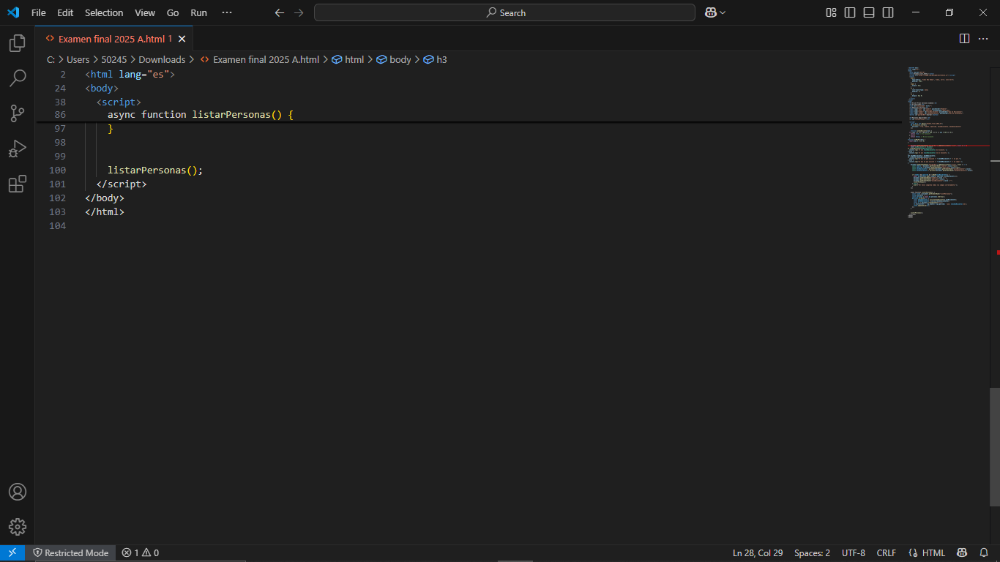 File Edit Selection View Go Run ··· Search
Examen final 2025 A.html 1
C: > Users > 50245 > Downloads > Examen final 2025 A.html > html > body > h3
2 <html lang="es">
24 <body>
38 <script>
86 async function listarPersonas() {
97 }
98
99
100 listarPersonas();
101 </script>
102 </body>
103 </html>
104
Restricted Mode 1 0 Ln 28, Col 29 Spaces: 2 UTF-8 CRLF HTML